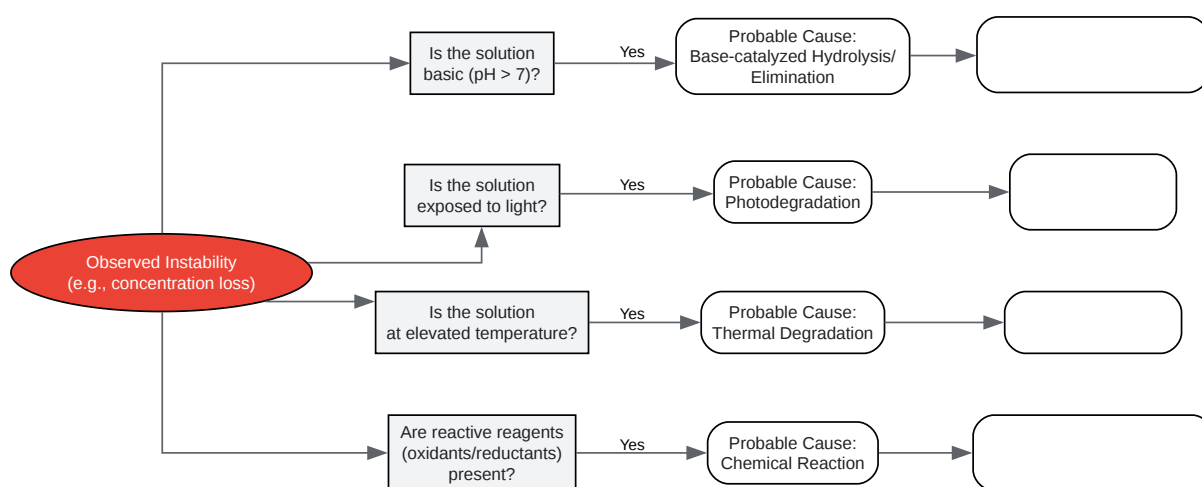 Is the solution
basic (pH > 7)?
Yes
Probable Cause:
Base-catalyzed Hydrolysis/
Elimination
Is the solution
exposed to light?
Yes
Probable Cause:
Photodegradation
Observed Instability
(e.g., concentration loss)
Is the solution
at elevated temperature?
Yes
Probable Cause:
Thermal Degradation
Are reactive reagents
(oxidants/reductants)
present?
Yes
Probable Cause:
Chemical Reaction